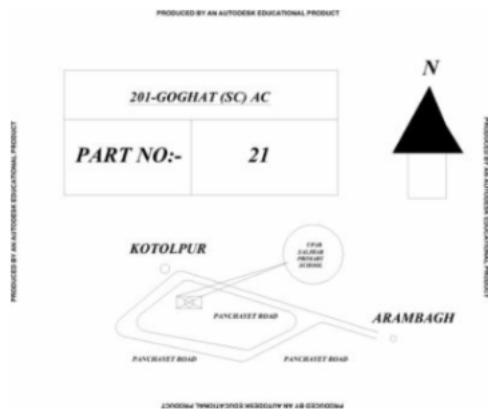 PRODUCED BY AN AUTODESK EDUCATIONAL PRODUCT
N
201-GOGHAT (SC) AC
PART NO:- 21
PRODUCED BY AN AUTODESK EDUCATIONAL PRODUCT
PRODUCED BY AN AUTODESK EDUCATIONAL PRODUCT
KOTOLPUR
UPAR
SALJHAR
PRIMARY
SCHOOL
PANCHAYET ROAD
ARAMBAGH
PANCHAYET ROAD
PANCHAYET ROAD
PRODUCED BY AN AUTODESK EDUCATIONAL PRODUCT